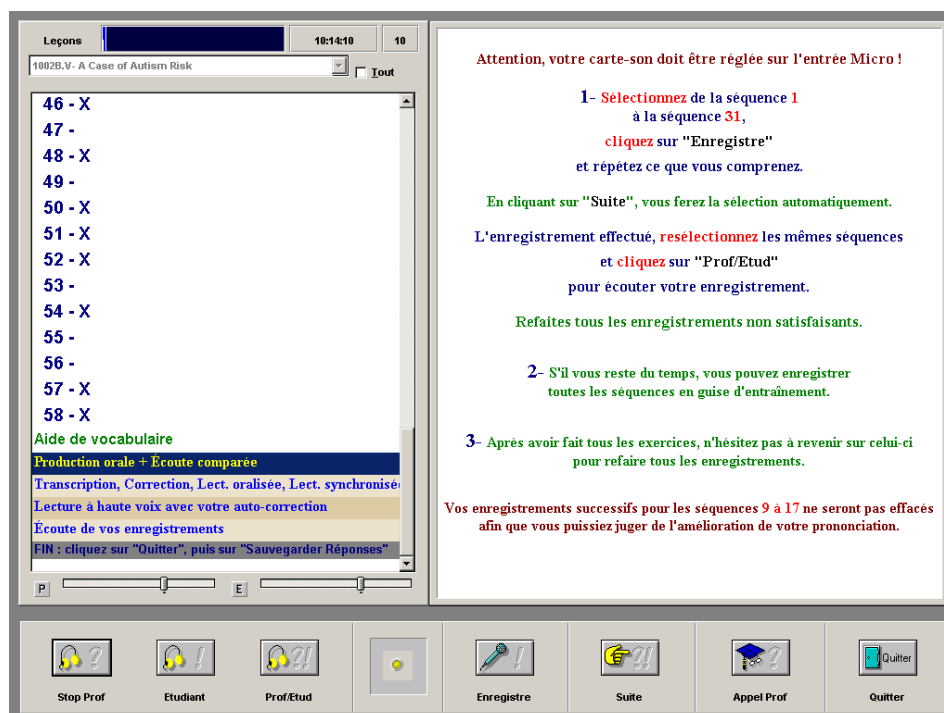 Leçons
10:14:10
10
1002B.V- A Case of Autism Risk
Tout
46 - X
47 -
48 - X
49 -
50 - X
51 - X
52 - X
53 -
54 - X
55 -
56 -
57 - X
58 - X
Aide de vocabulaire
Production orale + Écoute comparée
Transcription, Correction, Lect. oralisée, Lect. synchronisée
Lecture à haute voix avec votre auto-correction
Écoute de vos enregistrements
FIN : cliquez sur "Quitter", puis sur "Sauvegarder Réponses"
P
E
Attention, votre carte-son doit être réglée sur l'entrée Micro !
1- Sélectionnez de la séquence 1
à la séquence 31,
cliquez sur "Enregistre"
et répétez ce que vous comprenez.
En cliquant sur "Suite", vous ferez la sélection automatiquement.
L'enregistrement effectué, resélectionnez les mêmes séquences
et cliquez sur "Prof/Etud"
pour écouter votre enregistrement.
Refaites tous les enregistrements non satisfaisants.
2- S'il vous reste du temps, vous pouvez enregistrer
toutes les séquences en guise d'entraînement.
3- Après avoir fait tous les exercices, n'hésitez pas à revenir sur celui-ci
pour refaire tous les enregistrements.
Vos enregistrements successifs pour les séquences 9 à 17 ne seront pas effacés
afin que vous puissiez juger de l'amélioration de votre prononciation.
?
!
?!
!
?!
?
Quitter
Stop Prof
Etudiant
Prof/Etud
Enregistre
Suite
Appel Prof
Quitter